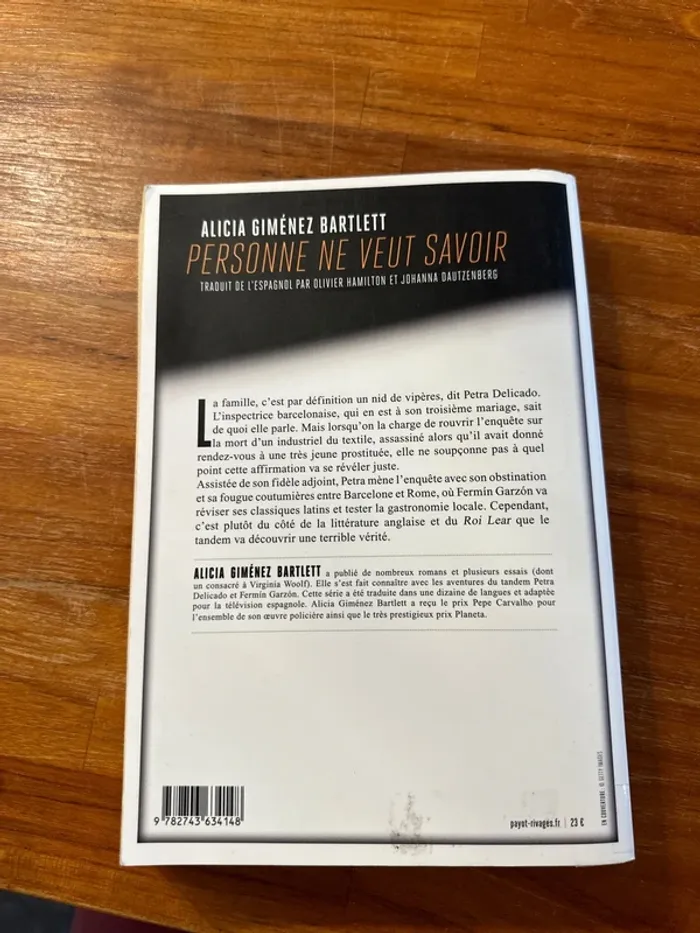 ALICIA GIMÉNEZ BARTLETT
PERSONNE NE VEUT SAVOIR
TRADUIT DE L'ESPAGNOL PAR OLIVIER HAMILTON ET JOHANNA DAUTZENBERG
La famille, c'est par définition un nid de vipères, dit Petra Delicado.
L'inspectrice barcelonaise, qui en est à son troisième mariage, sait
de quoi elle parle. Mais lorsqu'on la charge de rouvrir l'enquête sur
la mort d'un industriel du textile, assassiné alors qu'il avait donné
rendez-vous à une très jeune prostituée, elle ne soupçonne pas à quel
point cette affirmation va se révéler juste.
Assistée de son fidèle adjoint, Petra mène l'enquête avec son obstination
et sa fougue coutumières entre Barcelone et Rome, où Fermín Garzón va
réviser ses classiques latins et tester la gastronomie locale. Cependant,
c'est plutôt du côté de la littérature anglaise et du Roi Lear que le
tandem va découvrir une terrible vérité.
ALICIA GIMÉNEZ BARTLETT a publié de nombreux romans et plusieurs essais (dont
un consacré à Virginia Woolf). Elle s'est fait connaître avec les aventures du tandem Petra
Delicado et Fermín Garzón. Cette série a été traduite dans une dizaine de langues et adaptée
pour la télévision espagnole. Alicia Giménez Bartlett a reçu le prix Pepe Carvalho pour
l'ensemble de son œuvre policière ainsi que le très prestigieux prix Planeta.
EN COUVERTURE : © GETTY IMAGES
9 782743 634148
payot-rivages.fr | 23 €